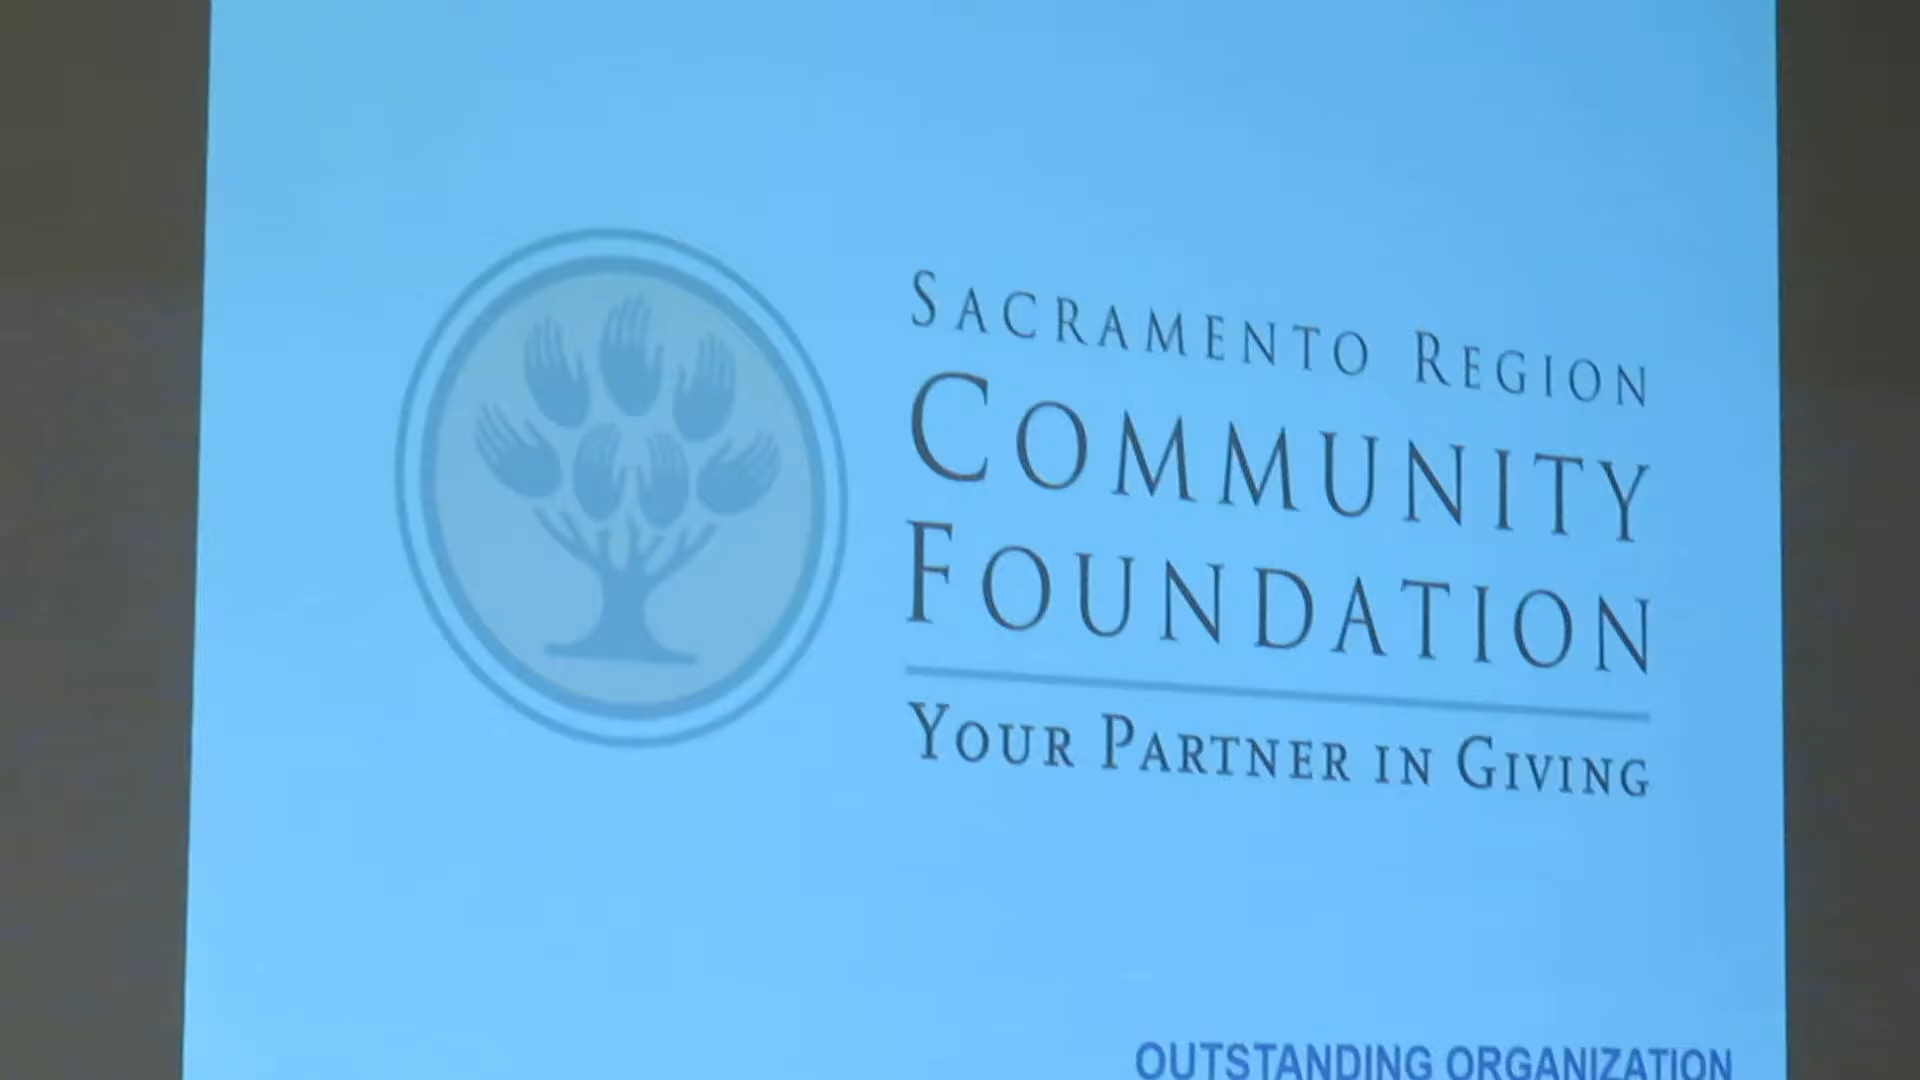 SACRAMENTO REGION
COMMUNITY
FOUNDATION
YOUR PARTNER IN GIVING
OUTSTANDING ORGANIZATION